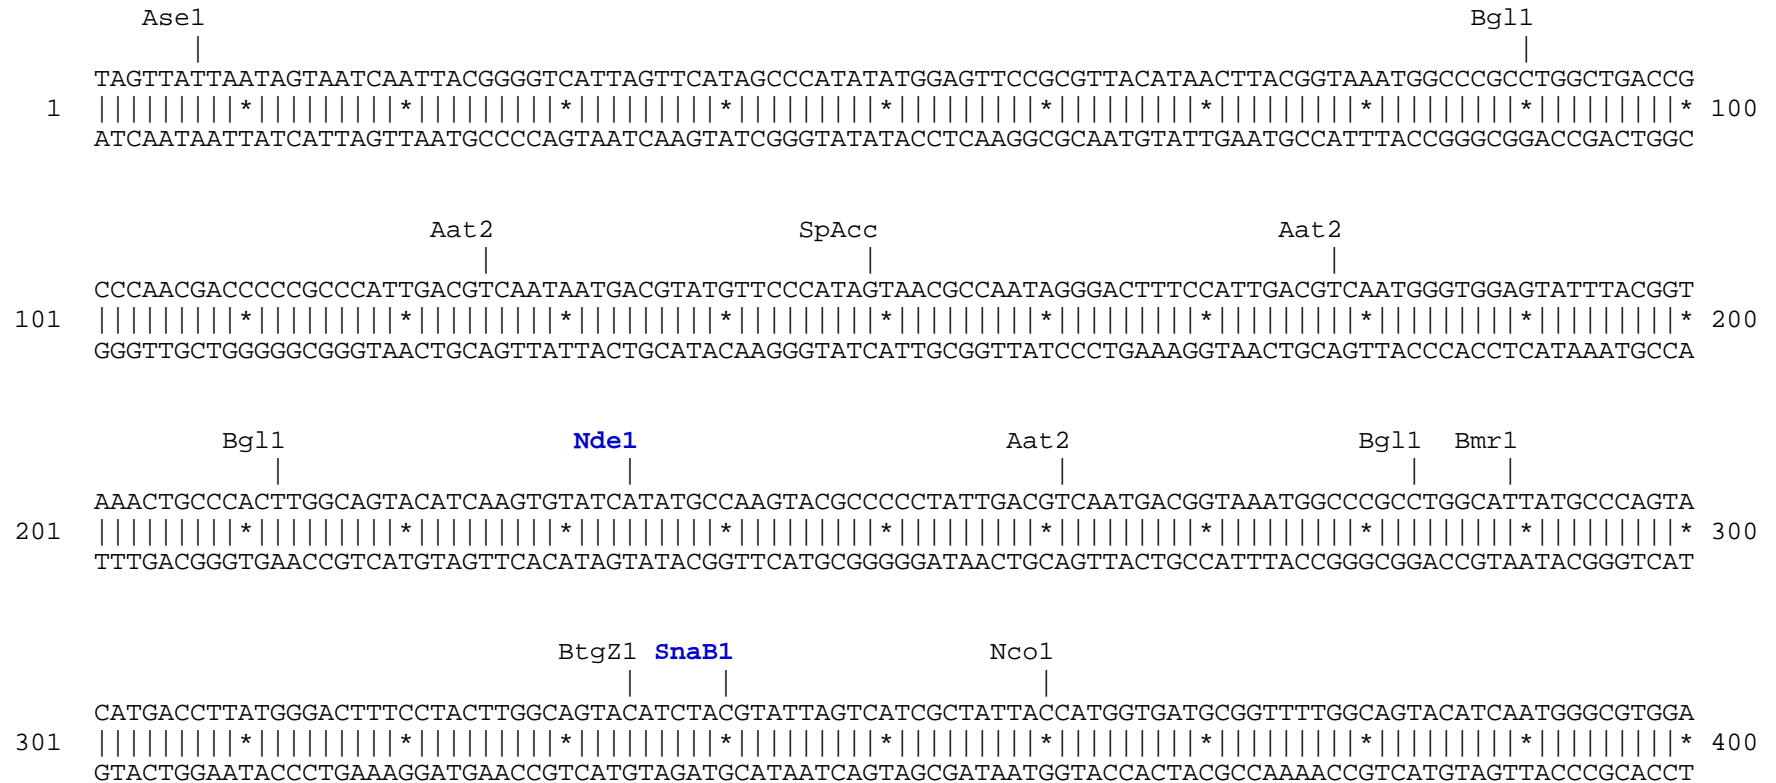 Ase1 Bgl1
| |
TAGTTATTAATAGTAATCAATTACGGGGTCATTAGTTCATAGCCCATATATGGAGTTCCGCGTTACATAACTTACGGTAAATGGCCCGCCTGGCTGACCG
1 |||||||||*|||||||||*|||||||||*|||||||||*|||||||||*|||||||||*|||||||||*|||||||||*|||||||||*|||||||||* 100
ATCAATAATTATCATTAGTTAATGCCCCAGTAATCAAGTATCGGGTATATACCTCAAGGCGCAATGTATTGAATGCCATTTACCGGGCGGACCGACTGGC
Aat2 SpAcc Aat2
| | |
CCCAACGACCCCCGCCCATTGACGTCAATAATGACGTATGTTCCCATAGTAACGCCAATAGGGACTTTCCATTGACGTCAATGGGTGGAGTATTTACGGT
101 |||||||||*|||||||||*|||||||||*|||||||||*|||||||||*|||||||||*|||||||||*|||||||||*|||||||||*|||||||||* 200
GGGTTGCTGGGGGCGGGTAACTGCAGTTATTACTGCATACAAGGGTATCATTGCGGTTATCCCTGAAAGGTAACTGCAGTTACCCACCTCATAAATGCCA
Bgl1 Nde1 Aat2 Bgl1 Bmr1
| | | | |
AAACTGCCCACTTGGCAGTACATCAAGTGTATCATATGCCAAGTACGCCCCCTATTGACGTCAATGACGGTAAATGGCCCGCCTGGCATTATGCCCAGTA
201 |||||||||*|||||||||*|||||||||*|||||||||*|||||||||*|||||||||*|||||||||*|||||||||*|||||||||*|||||||||* 300
TTTGACGGGTGAACCGTCATGTAGTTCACATAGTATACGGTTCATGCGGGGGATAACTGCAGTTACTGCCATTTACCGGGCGGACCGTAATACGGGTCAT
BtgZ1 SnaB1 Nco1
| | |
CATGACCTTATGGGACTTTCCTACTTGGCAGTACATCTACGTATTAGTCATCGCTATTACCATGGTGATGCGGTTTTGGCAGTACATCAATGGGCGTGGA
301 |||||||||*|||||||||*|||||||||*|||||||||*|||||||||*|||||||||*|||||||||*|||||||||*|||||||||*|||||||||* 400
GTACTGGAATACCCTGAAAGGATGAACCGTCATGTAGATGCATAATCAGTAGCGATAATGGTACCACTACGCCAAAACCGTCATGTAGTTACCCGCACCT